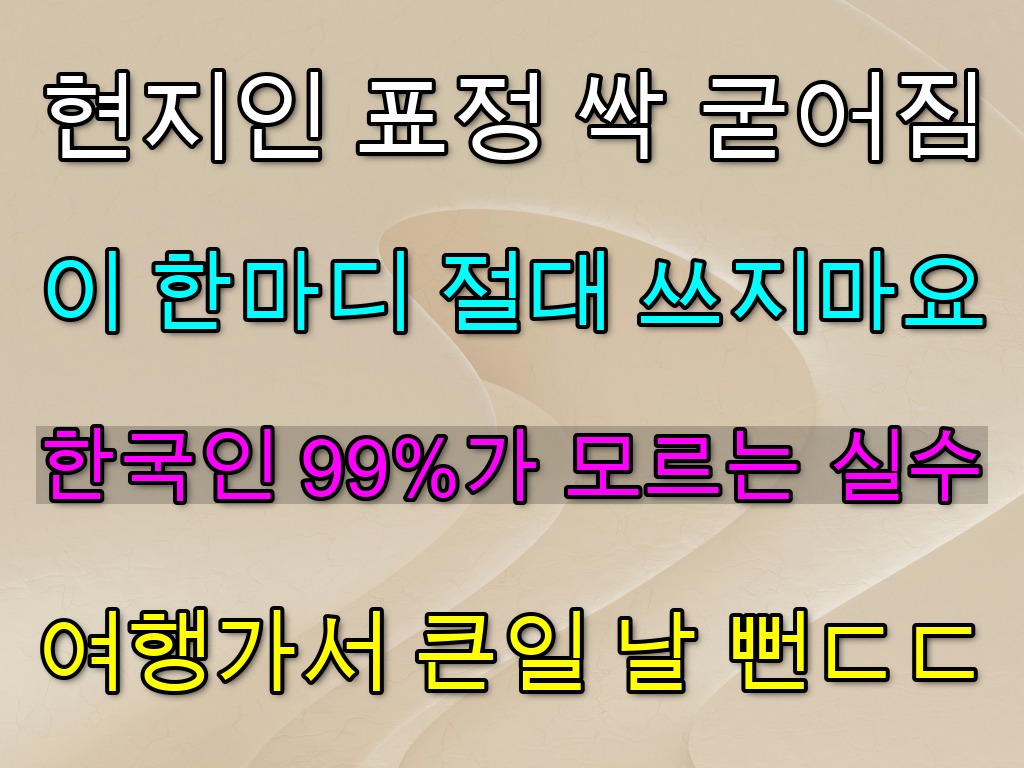 현지인 표정 싹 굳어짐
이 한마디 절대 쓰지마요
한국인 99%가 모르는 실수
여행가서 큰일 날 뻔ㄷㄷ